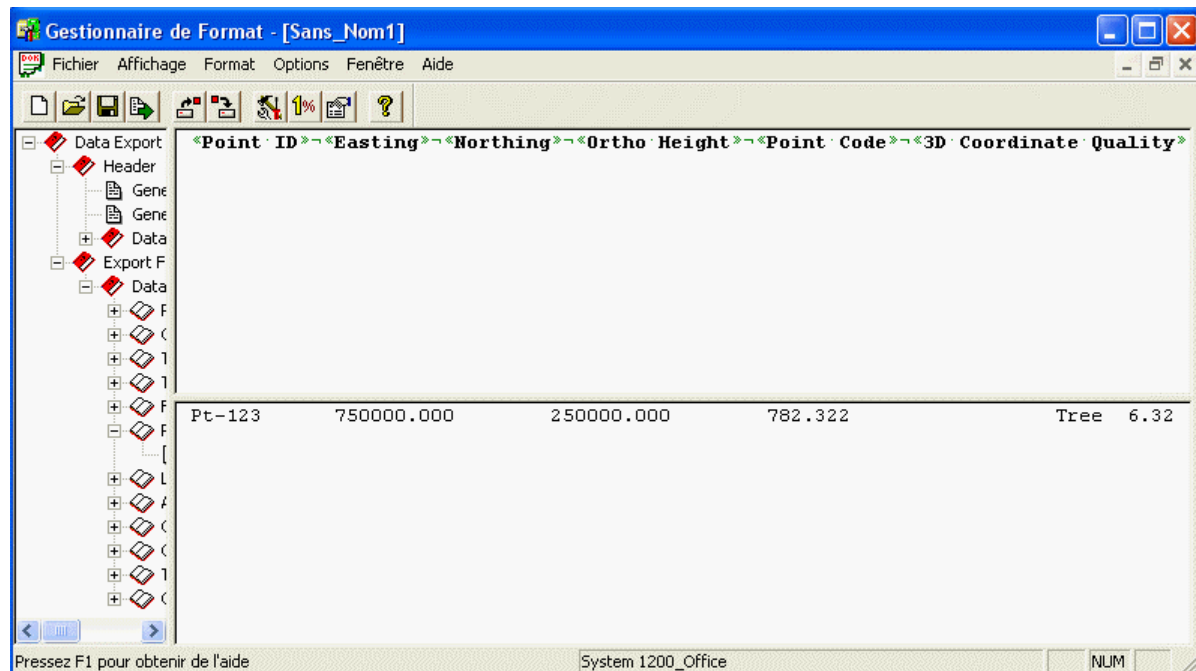 Gestionnaire de Format - [Sans_Nom1]
Fichier Affichage Format Options Fenêtre Aide
1%
Data Export
Header
Gene
Gene
Data
Export F
Data
«Point·ID»¬«Easting»¬«Northing»¬«Ortho·Height»¬«Point·Code»¬«3D·Coordinate·Quality»
Pt-123 750000.000 250000.000 782.322 Tree 6.32
Pressez F1 pour obtenir de l'aide System 1200_Office NUM